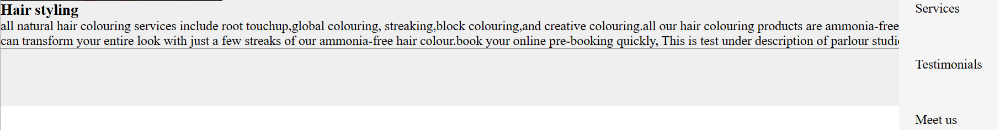 Hair styling
all natural hair colouring services include root touchup,global colouring, streaking,block colouring,and creative colouring.all our hair colouring products are ammonia-free
can transform your entire look with just a few streaks of our ammonia-free hair colour.book your online pre-booking quickly, This is test under description of parlour
Services
Testimonials
Meet us